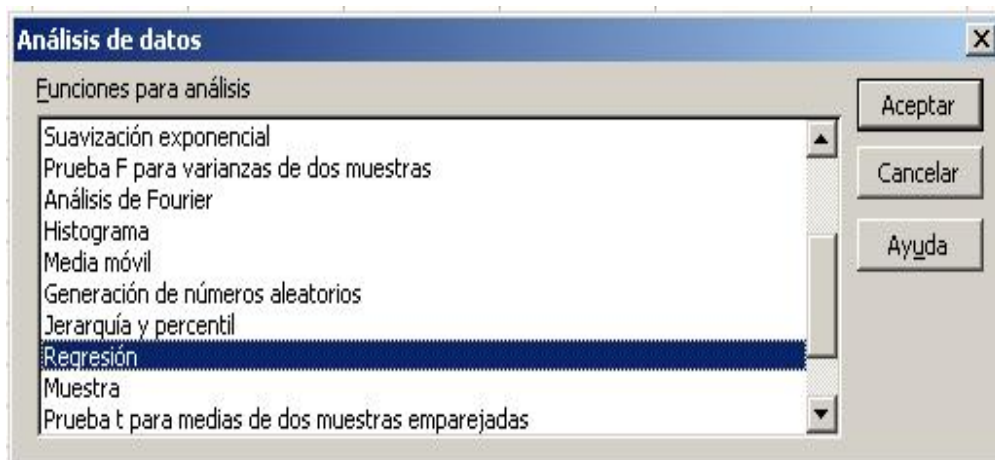 Análisis de datos
Funciones para análisis
Suavización exponencial
Prueba F para varianzas de dos muestras
Análisis de Fourier
Histograma
Media móvil
Generación de números aleatorios
Jerarquía y percentil
Regresión
Muestra
Prueba t para medias de dos muestras emparejadas
Aceptar
Cancelar
Ayuda